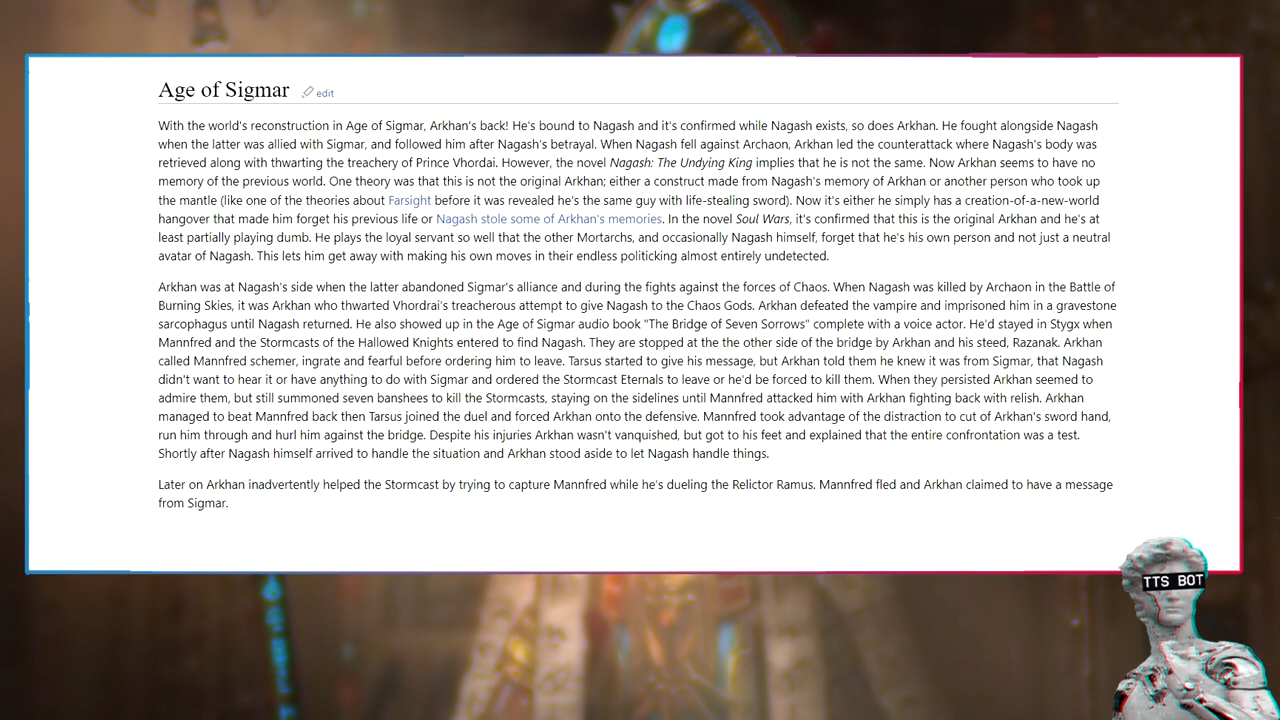 Age of Sigmar edit
With the world's reconstruction in Age of Sigmar, Arkhan's back! He's bound to Nagash and it's confirmed while Nagash exists, so does Arkhan. He fought alongside Nagash
when the latter was allied with Sigmar, and followed him after Nagash's betrayal. When Nagash fell against Archaon, Arkhan led the counterattack where Nagash's body was
retrieved along with thwarting the treachery of Prince Vhordai. However, the novel Nagash: The Undying King implies that he is not the same. Now Arkhan seems to have no
memory of the previous world. One theory was that this is not the original Arkhan; either a construct made from Nagash's memory of Arkhan or another person who took up
the mantle (like one of the theories about Farsight before it was revealed he's the same guy with life-stealing sword). Now it's either he simply has a creation-of-a-new-world
hangover that made him forget his previous life or Nagash stole some of Arkhan's memories. In the novel Soul Wars, it's confirmed that this is the original Arkhan and he's at
least partially playing dumb. He plays the loyal servant so well that the other Mortarchs, and occasionally Nagash himself, forget that he's his own person and not just a neutral
avatar of Nagash. This lets him get away with making his own moves in their endless politicking almost entirely undetected.
Arkhan was at Nagash's side when the latter abandoned Sigmar's alliance and during the fights against the forces of Chaos. When Nagash was killed by Archaon in the Battle of
Burning Skies, it was Arkhan who thwarted Vhordrai's treacherous attempt to give Nagash to the Chaos Gods. Arkhan defeated the vampire and imprisoned him in a gravestone
sarcophagus until Nagash returned. He also showed up in the Age of Sigmar audio book "The Bridge of Seven Sorrows" complete with a voice actor. He'd stayed in Stygx when
Mannfred and the Stormcasts of the Hallowed Knights entered to find Nagash. They are stopped at the the other side of the bridge by Arkhan and his steed, Razanak. Arkhan
called Mannfred schemer, ingrate and fearful before ordering him to leave. Tarsus started to give his message, but Arkhan told them he knew it was from Sigmar, that Nagash
didn't want to hear it or have anything to do with Sigmar and ordered the Stormcast Eternals to leave or he'd be forced to kill them. When they persisted Arkhan seemed to
admire them, but still summoned seven banshees to kill the Stormcasts, staying on the sidelines until Mannfred attacked him with Arkhan fighting back with relish. Arkhan
managed to beat Mannfred back then Tarsus joined the duel and forced Arkhan onto the defensive. Mannfred took advantage of the distraction to cut of Arkhan's sword hand,
run him through and hurl him against the bridge. Despite his injuries Arkhan wasn't vanquished, but got to his feet and explained that the entire confrontation was a test.
Shortly after Nagash himself arrived to handle the situation and Arkhan stood aside to let Nagash handle things.
Later on Arkhan inadvertently helped the Stormcast by trying to capture Mannfred while he's dueling the Relictor Ramus. Mannfred fled and Arkhan claimed to have a message
from Sigmar.
TTS BOT